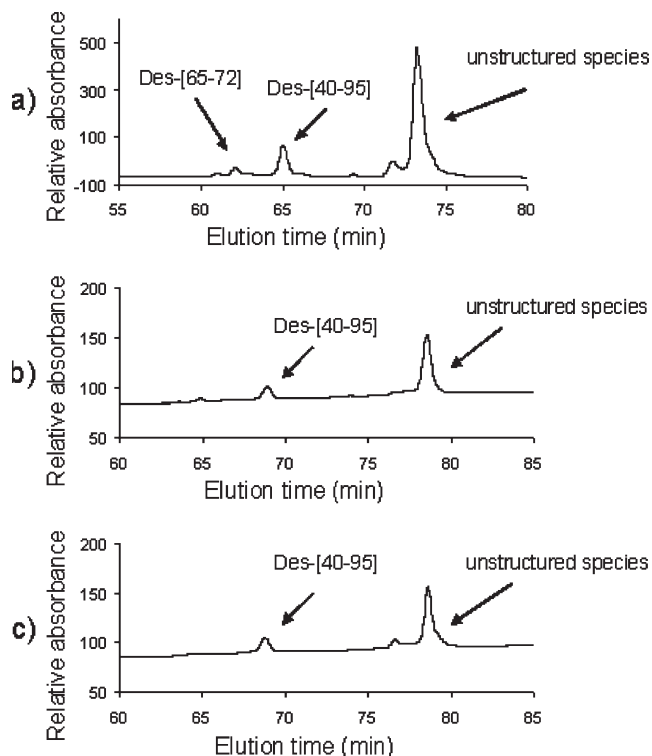 a)
Relative absorbance
500
300
100
-100
Des-[65-72]
Des-[40-95]
unstructured species
55 60 65 70 75 80
Elution time (min)
b)
Relative absorbance
200
150
100
50
Des-[40-95]
unstructured species
60 65 70 75 80 85
Elution time (min)
c)
Relative absorbance
200
150
100
50
Des-[40-95]
unstructured species
60 65 70 75 80 85
Elution time (min)